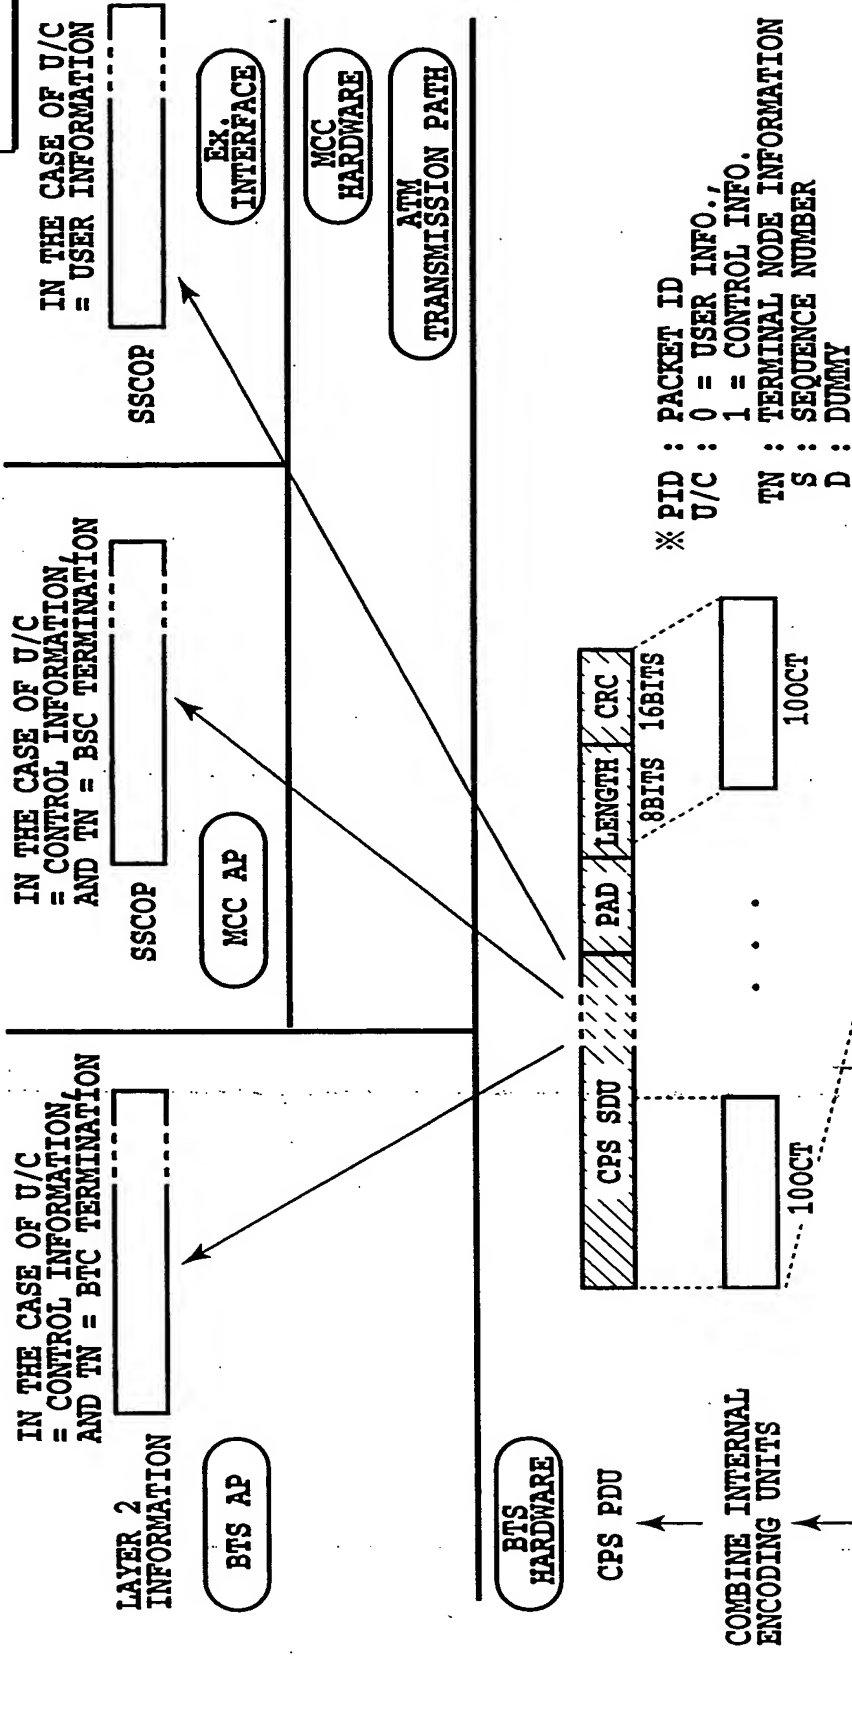 IN THE CASE OF U/C
= CONTROL INFORMATION,
AND TN = BTC TERMINATION
LAYER 2
INFORMATION
BTS AP
IN THE CASE OF U/C
= CONTROL INFORMATION,
AND TN = BSC TERMINATION
SSCOP
MCC AP
IN THE CASE OF U/C
= USER INFORMATION
SSCOP
Ex.
INTERFACE
MCC
HARDWARE
ATM
TRANSMISSION PATH
BTS
HARDWARE
CPS PDU
CPS SDU
PAD
LENGTH
CRC
8BITS
16BITS
COMBINE INTERNAL
ENCODING UNITS
10OCT
• • •
10OCT
※ PID : PACKET ID
U/C : 0 = USER INFO.,
1 = CONTROL INFO.
TN : TERMINAL NODE INFORMATION
S : SEQUENCE NUMBER
D : DUMMY